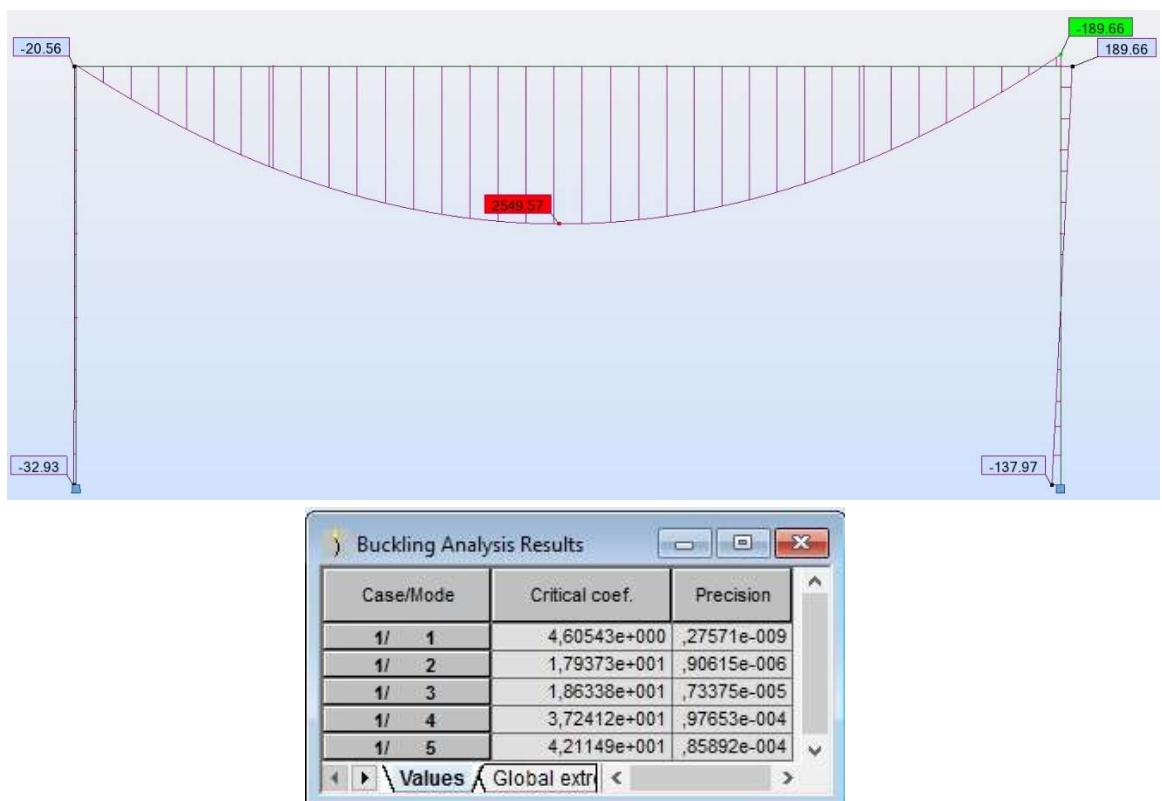 -189.66
-20.56
189.66
2549.57
-32.93
-137.97
Buckling Analysis Results
Case/Mode Critical coef. Precision
1/ 1 4,60543e+000 ,27571e-009
1/ 2 1,79373e+001 ,90615e-006
1/ 3 1,86338e+001 ,73375e-005
1/ 4 3,72412e+001 ,97653e-004
1/ 5 4,21149e+001 ,85892e-004
Values Global extr